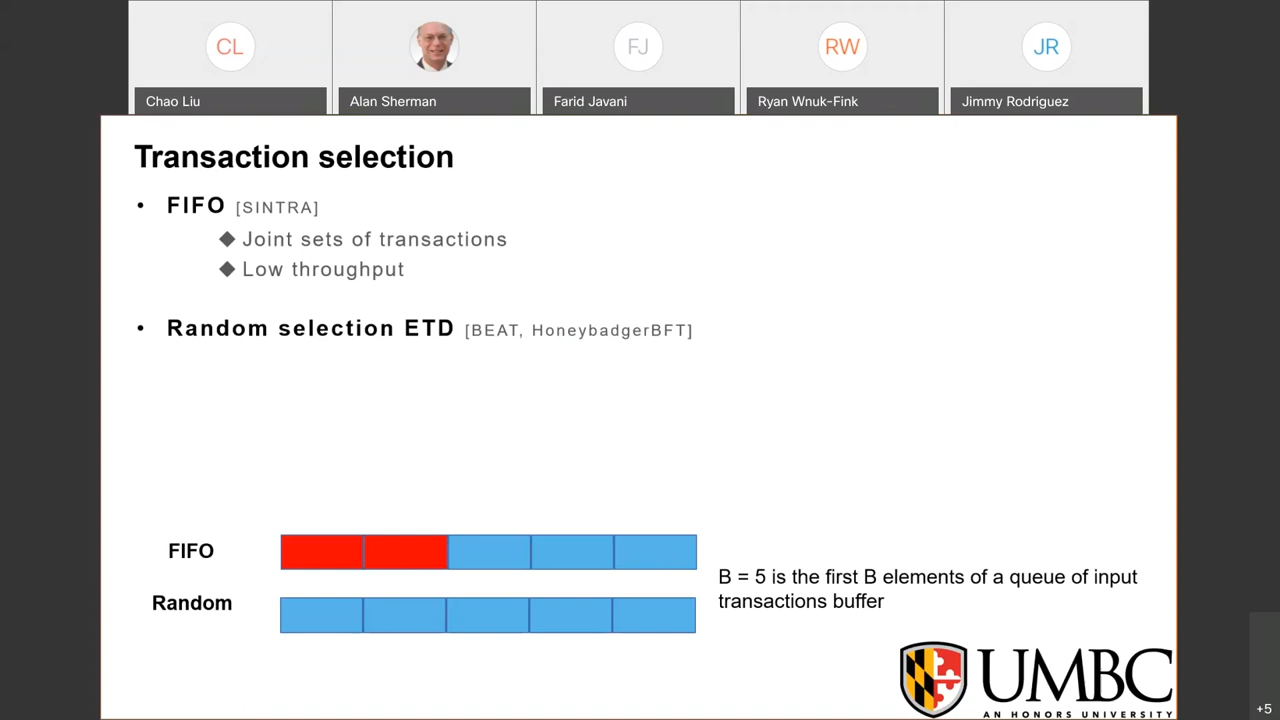 CL
FJ
RW
JR
Chao Liu
Alan Sherman
Farid Javani
Ryan Wnuk-Fink
Jimmy Rodriguez
Transaction selection
• FIFO [SINTRA]
◆ Joint sets of transactions
◆ Low throughput
• Random selection ETD [BEAT, HoneybadgerBFT]
FIFO
Random
B = 5 is the first B elements of a queue of input
transactions buffer
UMBC
AN HONORS UNIVERSITY
+5